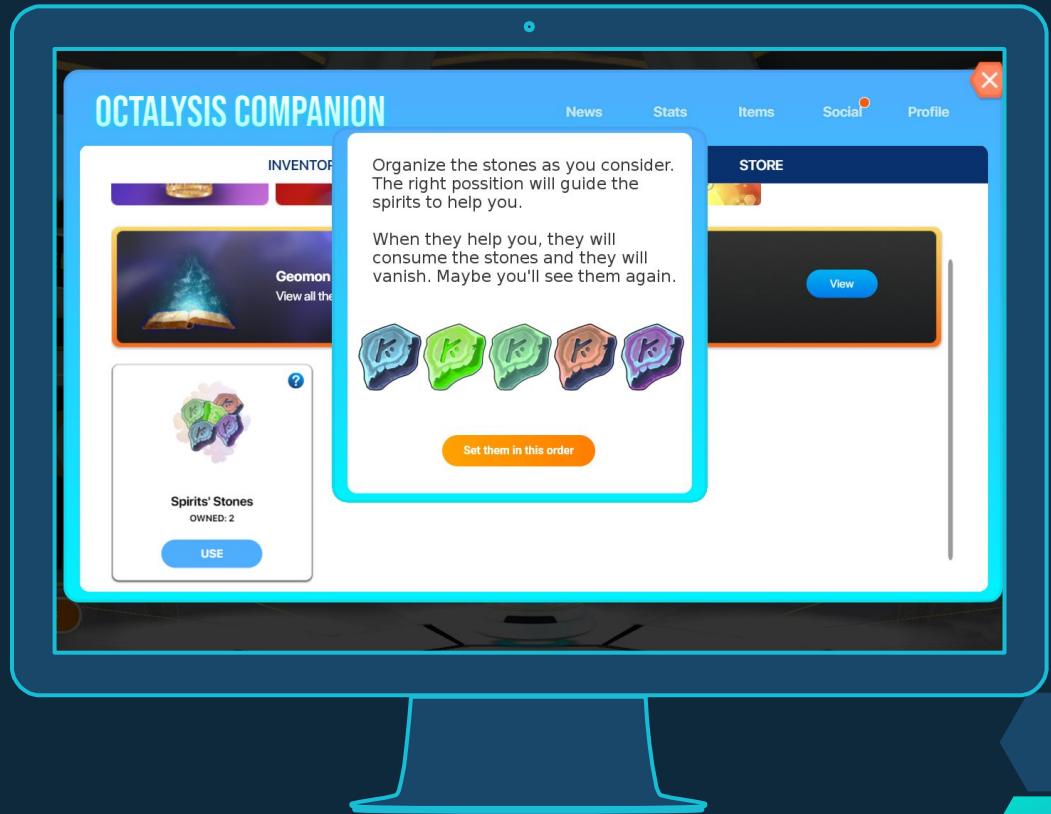 OCTALYSIS COMPANION
News
Stats
Items
Social
Profile
INVENTOR
STORE
Organize the stones as you consider.
The right possition will guide the
spirits to help you.
When they help you, they will
consume the stones and they will
vanish. Maybe you'll see them again.
Geomon
View all the
View
?
Set them in this order
Spirits' Stones
OWNED: 2
USE